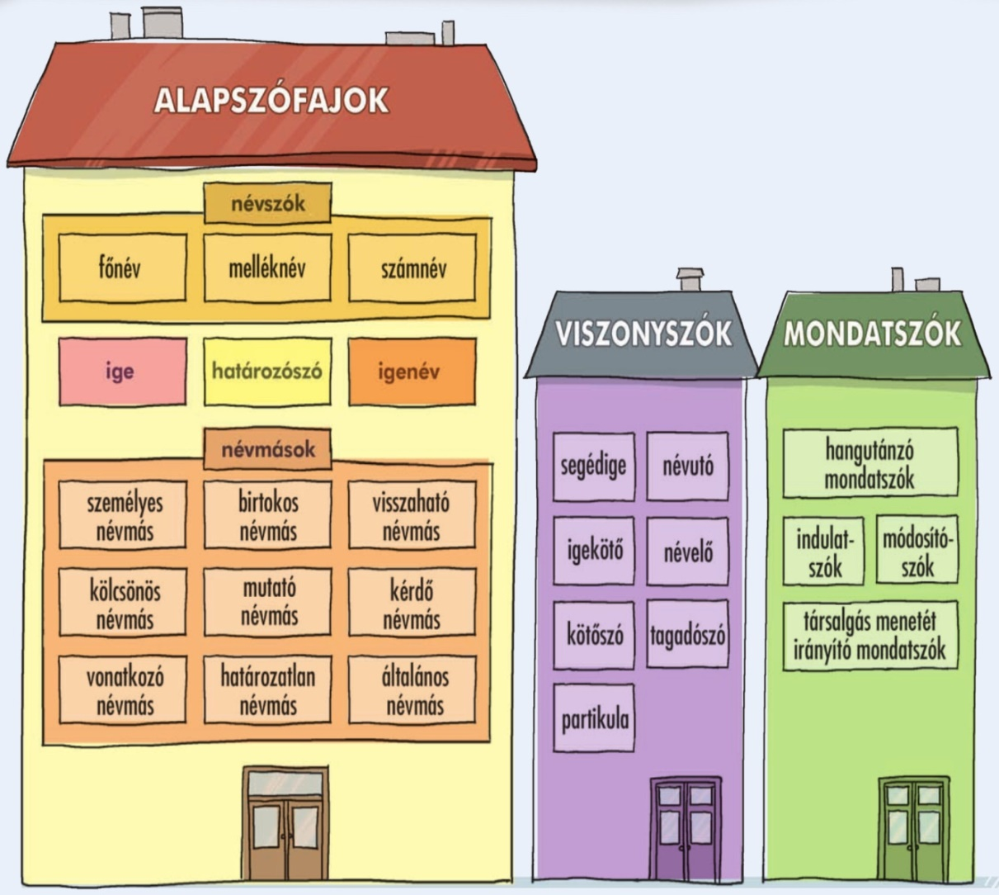 ALAPSZÓFAJOK
névszók
főnév
melléknév
számnév
ige
határozószó
igenév
névmások
személyes
névmás
birtokos
névmás
visszaható
névmás
kölcsönös
névmás
mutató
névmás
kérdő
névmás
vonatkozó
névmás
határozatlan
névmás
általános
névmás
VISZONYSZÓK
segédige
névutó
igekötő
névelő
kötőszó
tagadószó
partikula
MONDATSZÓK
hangutánzó
mondatszók
indulat-
szók
módosító-
szók
társalgás menetét
irányító mondatszók